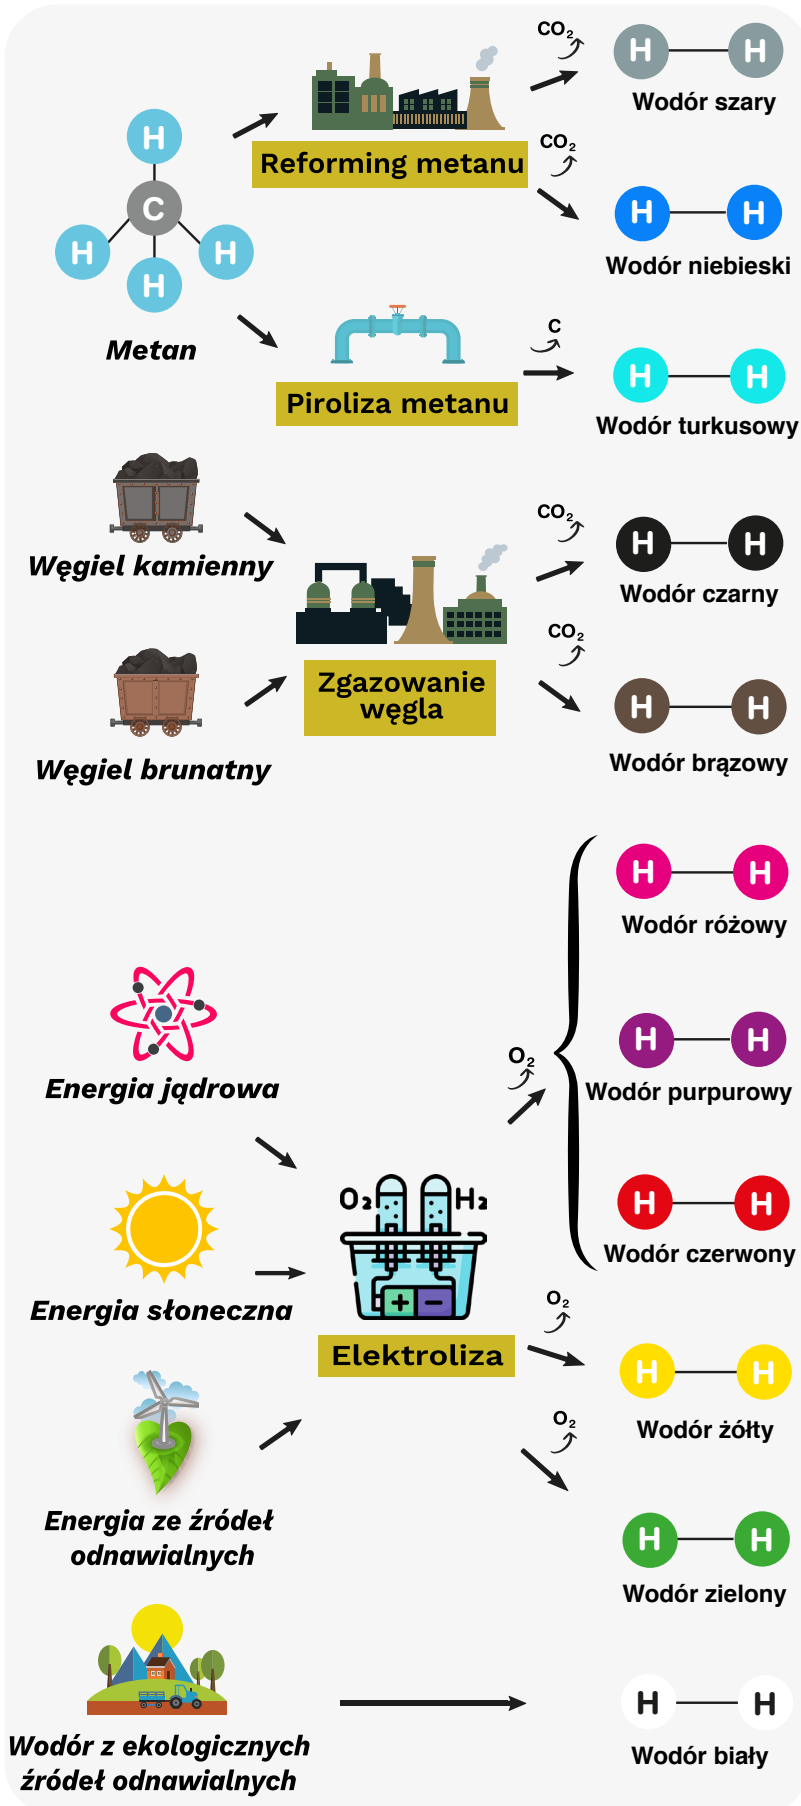 CO₂
H H
Wodór szary
H
C
H H
H
Metan
Reforming metanu
CO₂
H H
Wodór niebieski
Piroliza metanu
C
H H
Wodór turkusowy
Węgiel kamienny
CO₂
H H
Wodór czarny
Zgazowanie
węgla
CO₂
H H
Wodór brązowy
Węgiel brunatny
H H
Wodór różowy
Energia jądrowa
O₂
H H
Wodór purpurowy
H H
Wodór czerwony
Energia słoneczna
O₂ H₂
+ −
Elektroliza
O₂
H H
Wodór żółty
O₂
Energia ze źródeł
odnawialnych
H H
Wodór zielony
Wodór z ekologicznych
źródeł odnawialnych
H H
Wodór biały